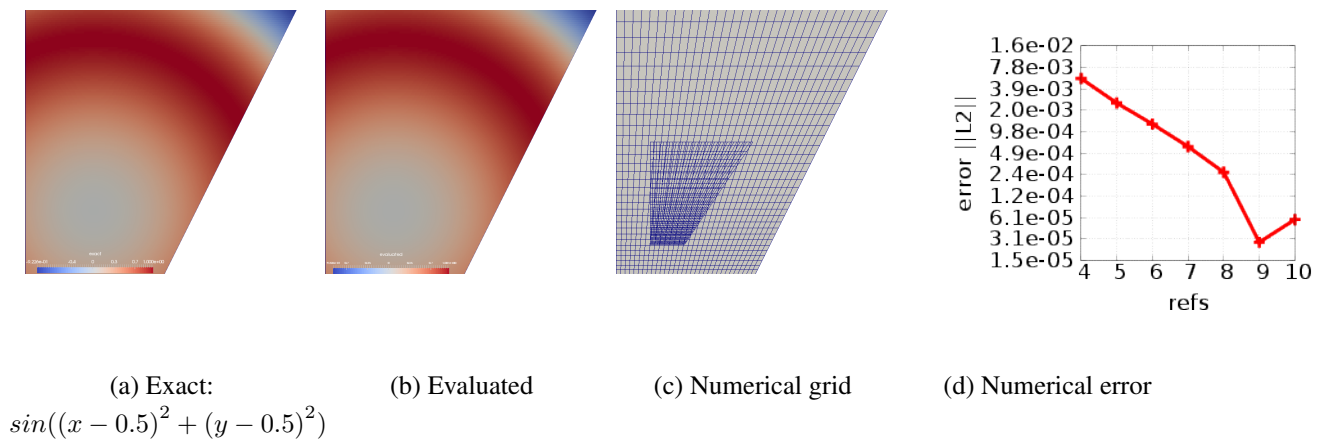 exact
evaluated
1.6e-02
7.8e-03
3.9e-03
2.0e-03
9.8e-04
4.9e-04
2.4e-04
1.2e-04
6.1e-05
3.1e-05
1.5e-05
error ||L2||
4 5 6 7 8 9 10
refs
(a) Exact:
sin((x − 0.5)² + (y − 0.5)²)
(b) Evaluated
(c) Numerical grid
(d) Numerical error